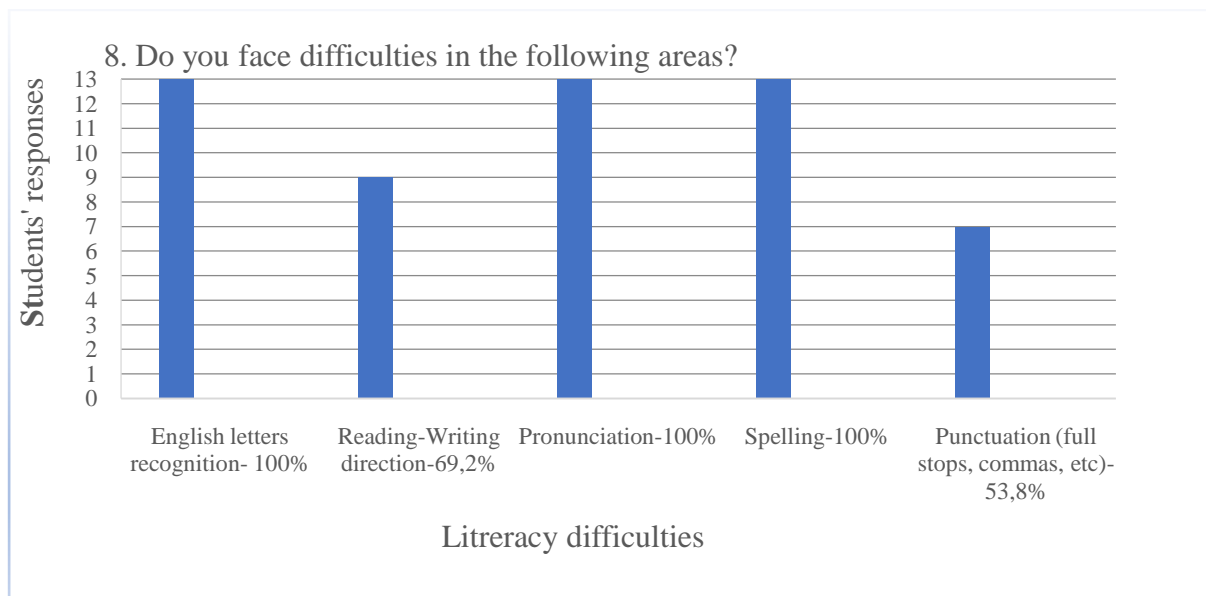 8. Do you face difficulties in the following areas?
Students' responses
13
12
11
10
9
8
7
6
5
4
3
2
1
0
English letters
recognition- 100%
Reading-Writing
direction-69,2%
Pronunciation-100%
Spelling-100%
Punctuation (full
stops, commas, etc)-
53,8%
Litreracy difficulties